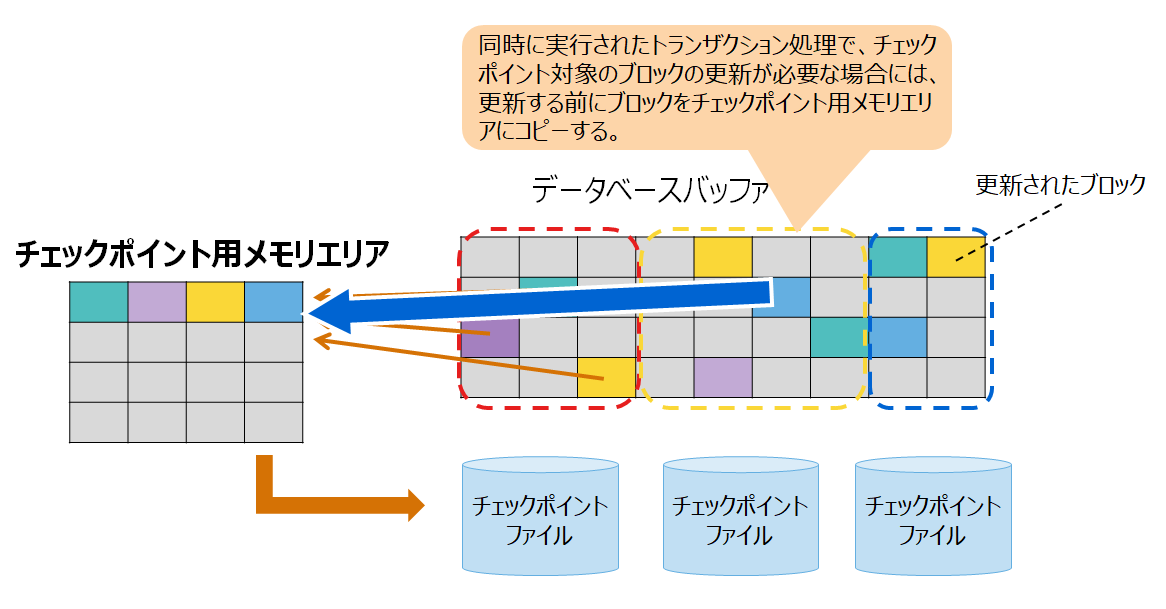 同時に実行されたトランザクション処理で、チェック
ポイント対象のブロックの更新が必要な場合には、
更新する前にブロックをチェックポイント用メモリエリ
アにコピーする。
データベースバッファ
更新されたブロック
チェックポイント用メモリエリア
チェックポイント
ファイル
チェックポイント
ファイル
チェックポイント
ファイル